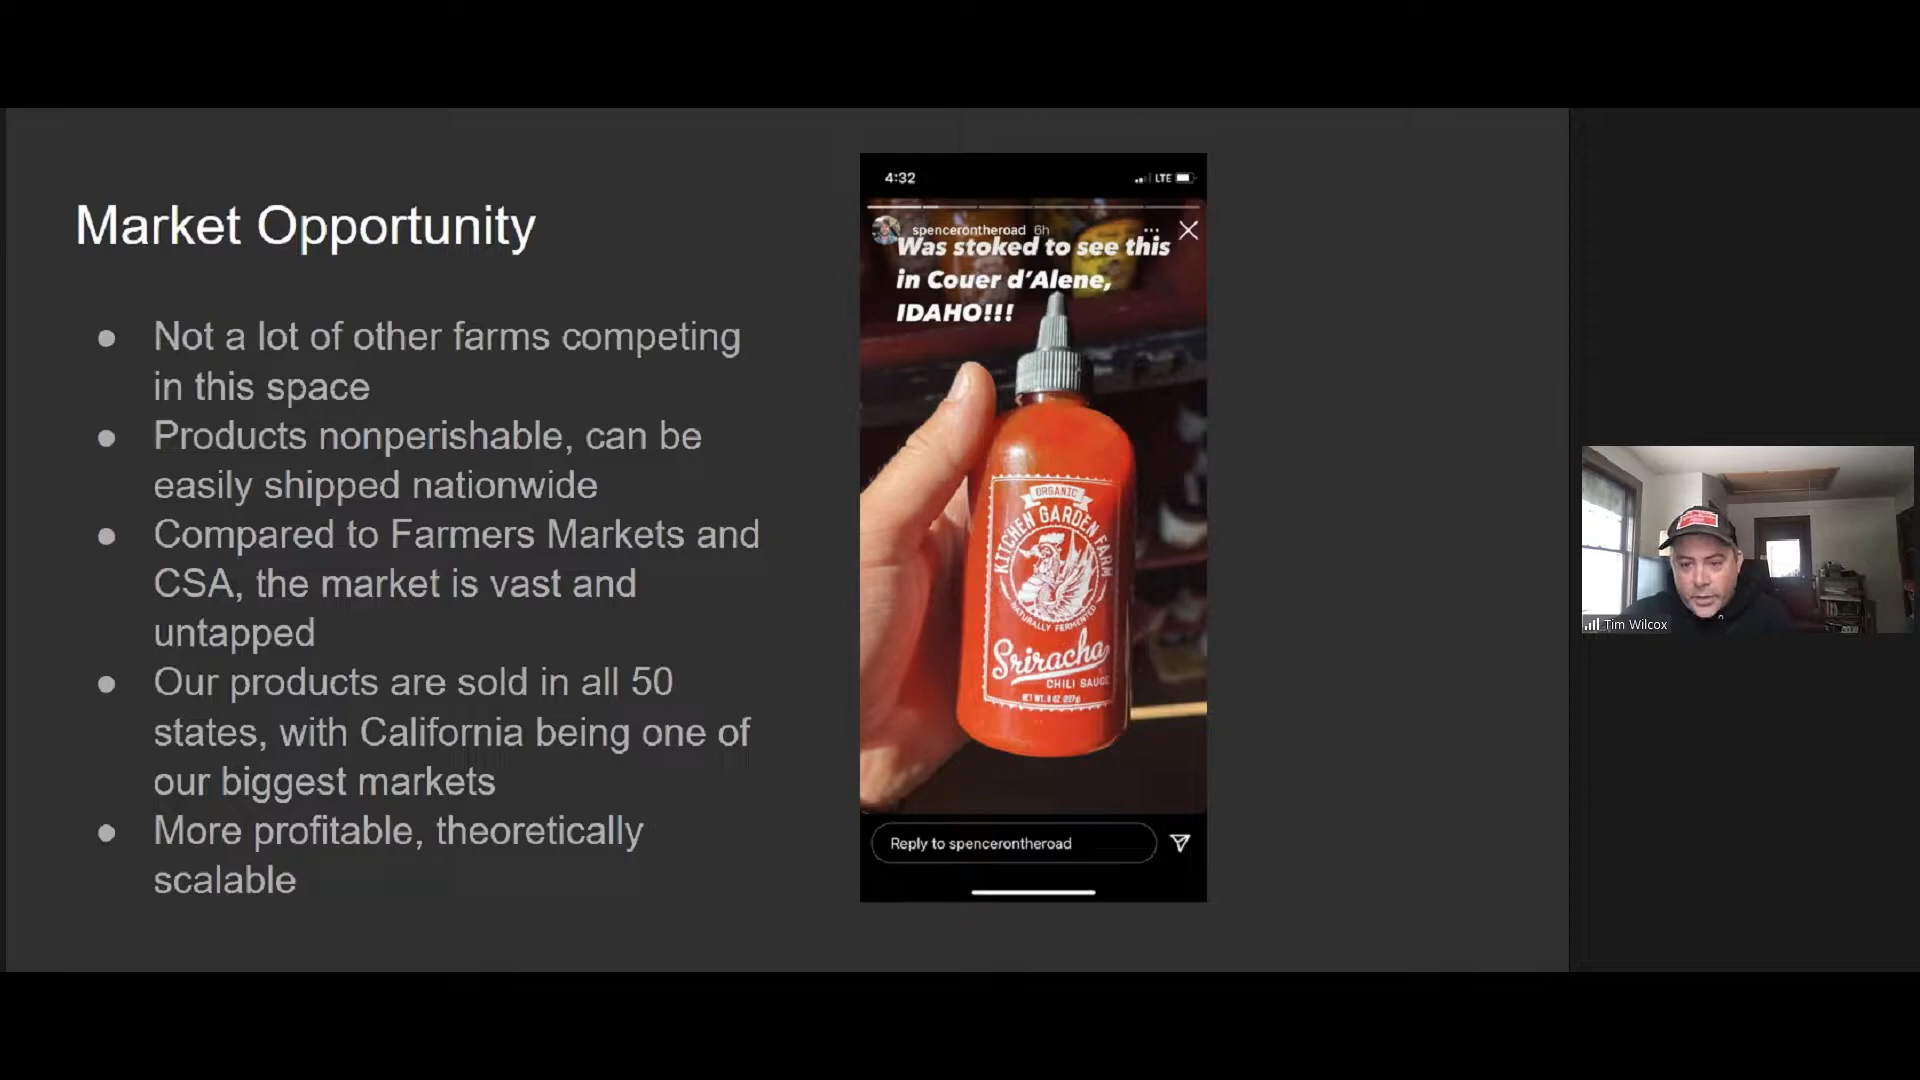 Market Opportunity
● Not a lot of other farms competing
in this space
● Products nonperishable, can be
easily shipped nationwide
● Compared to Farmers Markets and
CSA, the market is vast and
untapped
● Our products are sold in all 50
states, with California being one of
our biggest markets
● More profitable, theoretically
scalable
4:32
LTE
spencerontheroad 6h
Was stoked to see this
in Couer d'Alene,
IDAHO!!!
ORGANIC
KITCHEN GARDEN FARM
NATURALLY FERMENTED
Sriracha
CHILI SAUCE
NET WT. 8 OZ (227g)
Reply to spencerontheroad
Tim Wilcox